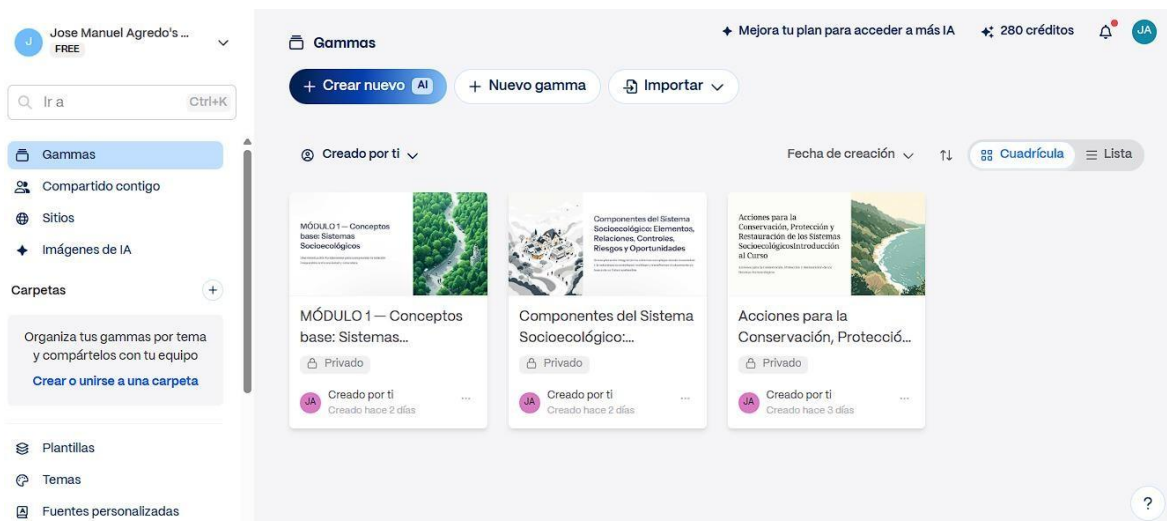 J
Jose Manuel Agredo's ...
FREE
Ir a
Ctrl+K
Gammas
Compartido contigo
Sitios
Imágenes de IA
Carpetas
Organiza tus gammas por tema
y compártelos con tu equipo
Crear o unirse a una carpeta
Plantillas
Temas
Fuentes personalizadas
Gammas
Mejora tu plan para acceder a más IA
280 créditos
JA
+ Crear nuevo AI
+ Nuevo gamma
Importar
Creado por ti
Fecha de creación
Cuadrícula
Lista
MÓDULO 1 — Conceptos
base: Sistemas
Socioecológicos
MÓDULO 1 — Conceptos
base: Sistemas...
Privado
JA
Creado por ti
Creado hace 2 días
...
Componentes del Sistema
Socioecológico: Elementos,
Relaciones, Controles,
Riesgos y Oportunidades
Componentes del Sistema
Socioecológico:...
Privado
JA
Creado por ti
Creado hace 2 días
...
Acciones para la
Conservación, Protección y
Restauración de los Sistemas
SocioecológicosIntroducción
al Curso
Acciones para la
Conservación, Protecció...
Privado
JA
Creado por ti
Creado hace 3 días
...
?